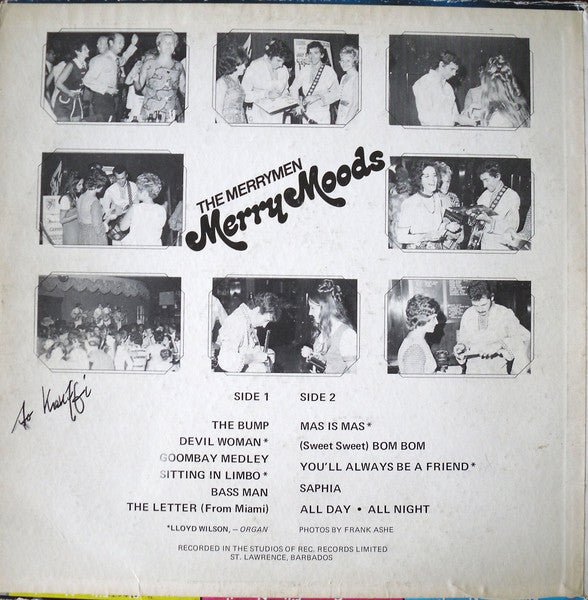 THE MERRYMEN
Merry Moods
to
SIDE 1
THE BUMP
DEVIL WOMAN*
GOOMBAY MEDLEY
SITTING IN LIMBO*
BASS MAN
THE LETTER (From Miami)
*LLOYD WILSON, – ORGAN
SIDE 2
MAS IS MAS*
(Sweet Sweet) BOM BOM
YOU'LL ALWAYS BE A FRIEND*
SAPHIA
ALL DAY • ALL NIGHT
PHOTOS BY FRANK ASHE
RECORDED IN THE STUDIOS OF REC. RECORDS LIMITED
ST. LAWRENCE, BARBADOS